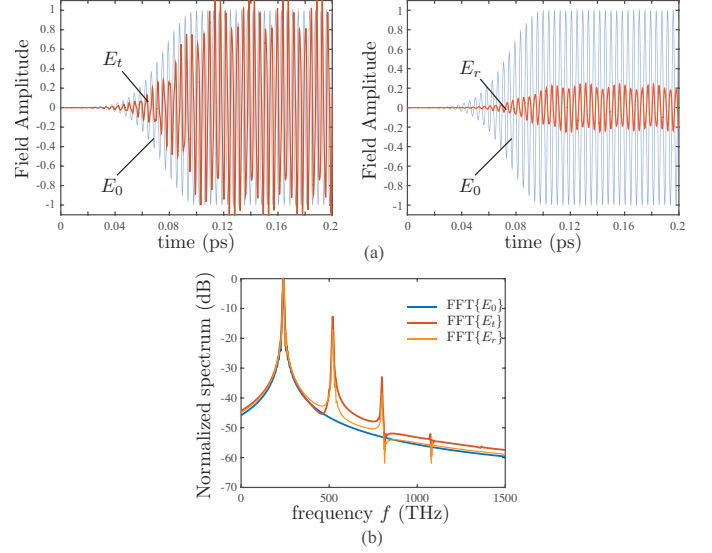 1
0.8
0.6
0.4
0.2
0
-0.2
-0.4
-0.6
-0.8
-1
Field Amplitude
E_t
E_0
0 0.04 0.08 0.12 0.16 0.2
time (ps)
1
0.8
0.6
0.4
0.2
0
-0.2
-0.4
-0.6
-0.8
-1
Field Amplitude
E_r
E_0
0 0.04 0.08 0.12 0.16 0.2
time (ps)
(a)
0
-10
-20
-30
-40
-50
-60
-70
Normalized spectrum (dB)
FFT{E_0}
FFT{E_t}
FFT{E_r}
0 500 1000 1500
frequency f (THz)
(b)